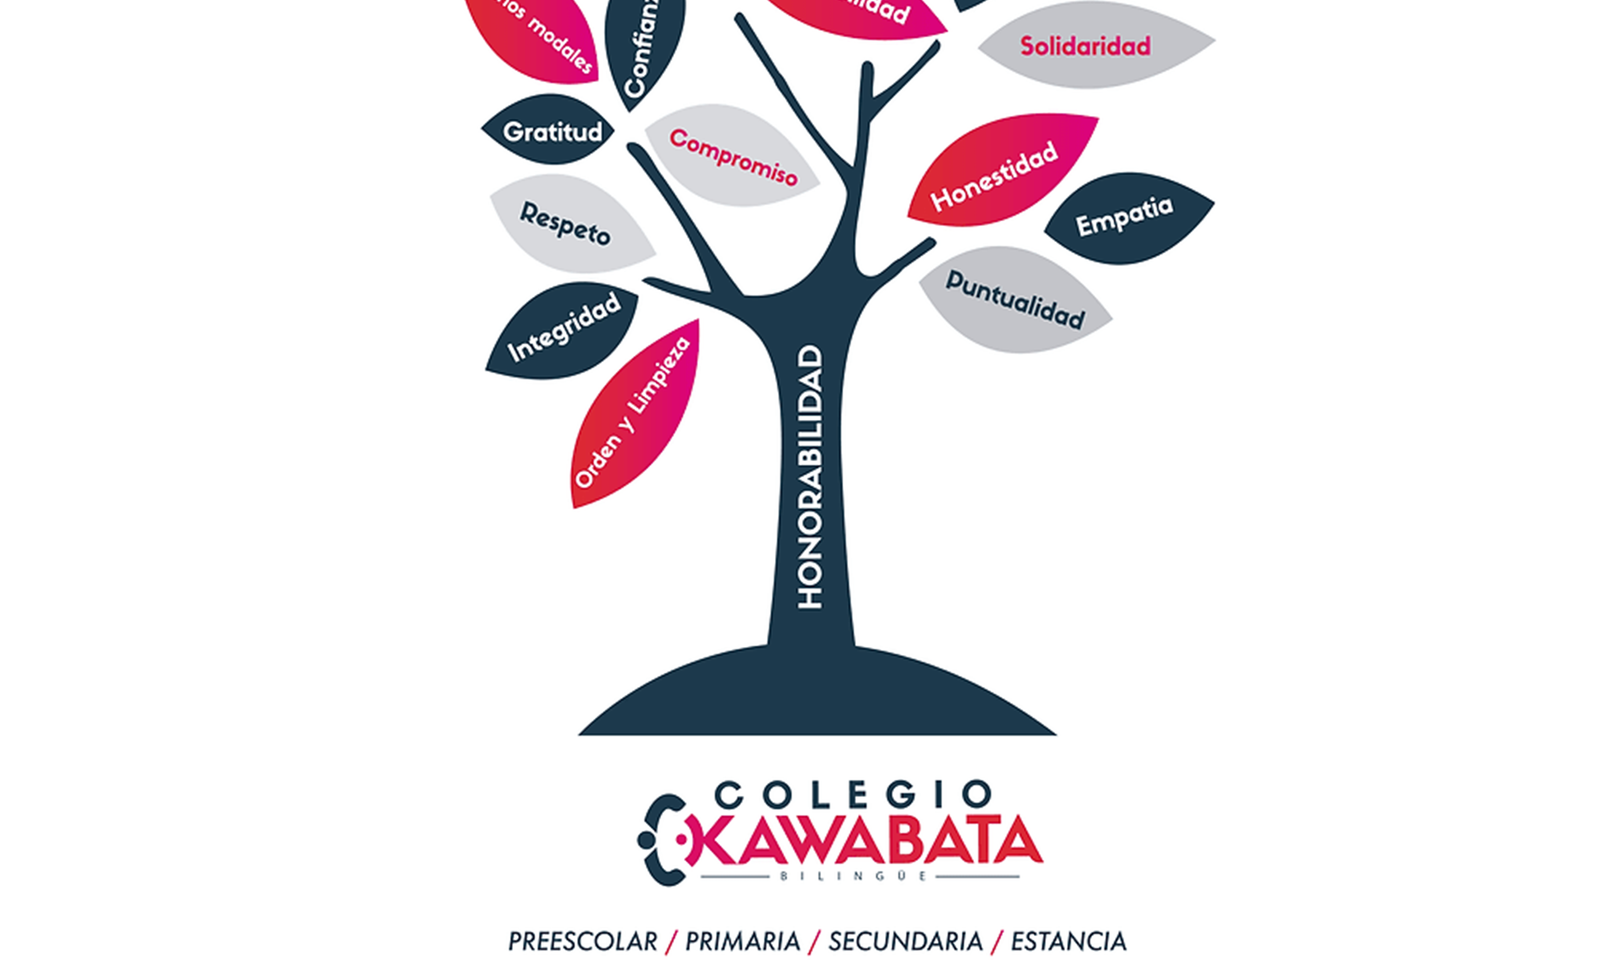 modales
Solidaridad
Gratitud
Compromiso
Honestidad
Empatia
Respeto
Puntualidad
Integridad
Orden y Limpieza
HONORABILIDAD
COLEGIO
KAWABATA
BILINGÜE
PREESCOLAR / PRIMARIA / SECUNDARIA / ESTANCIA